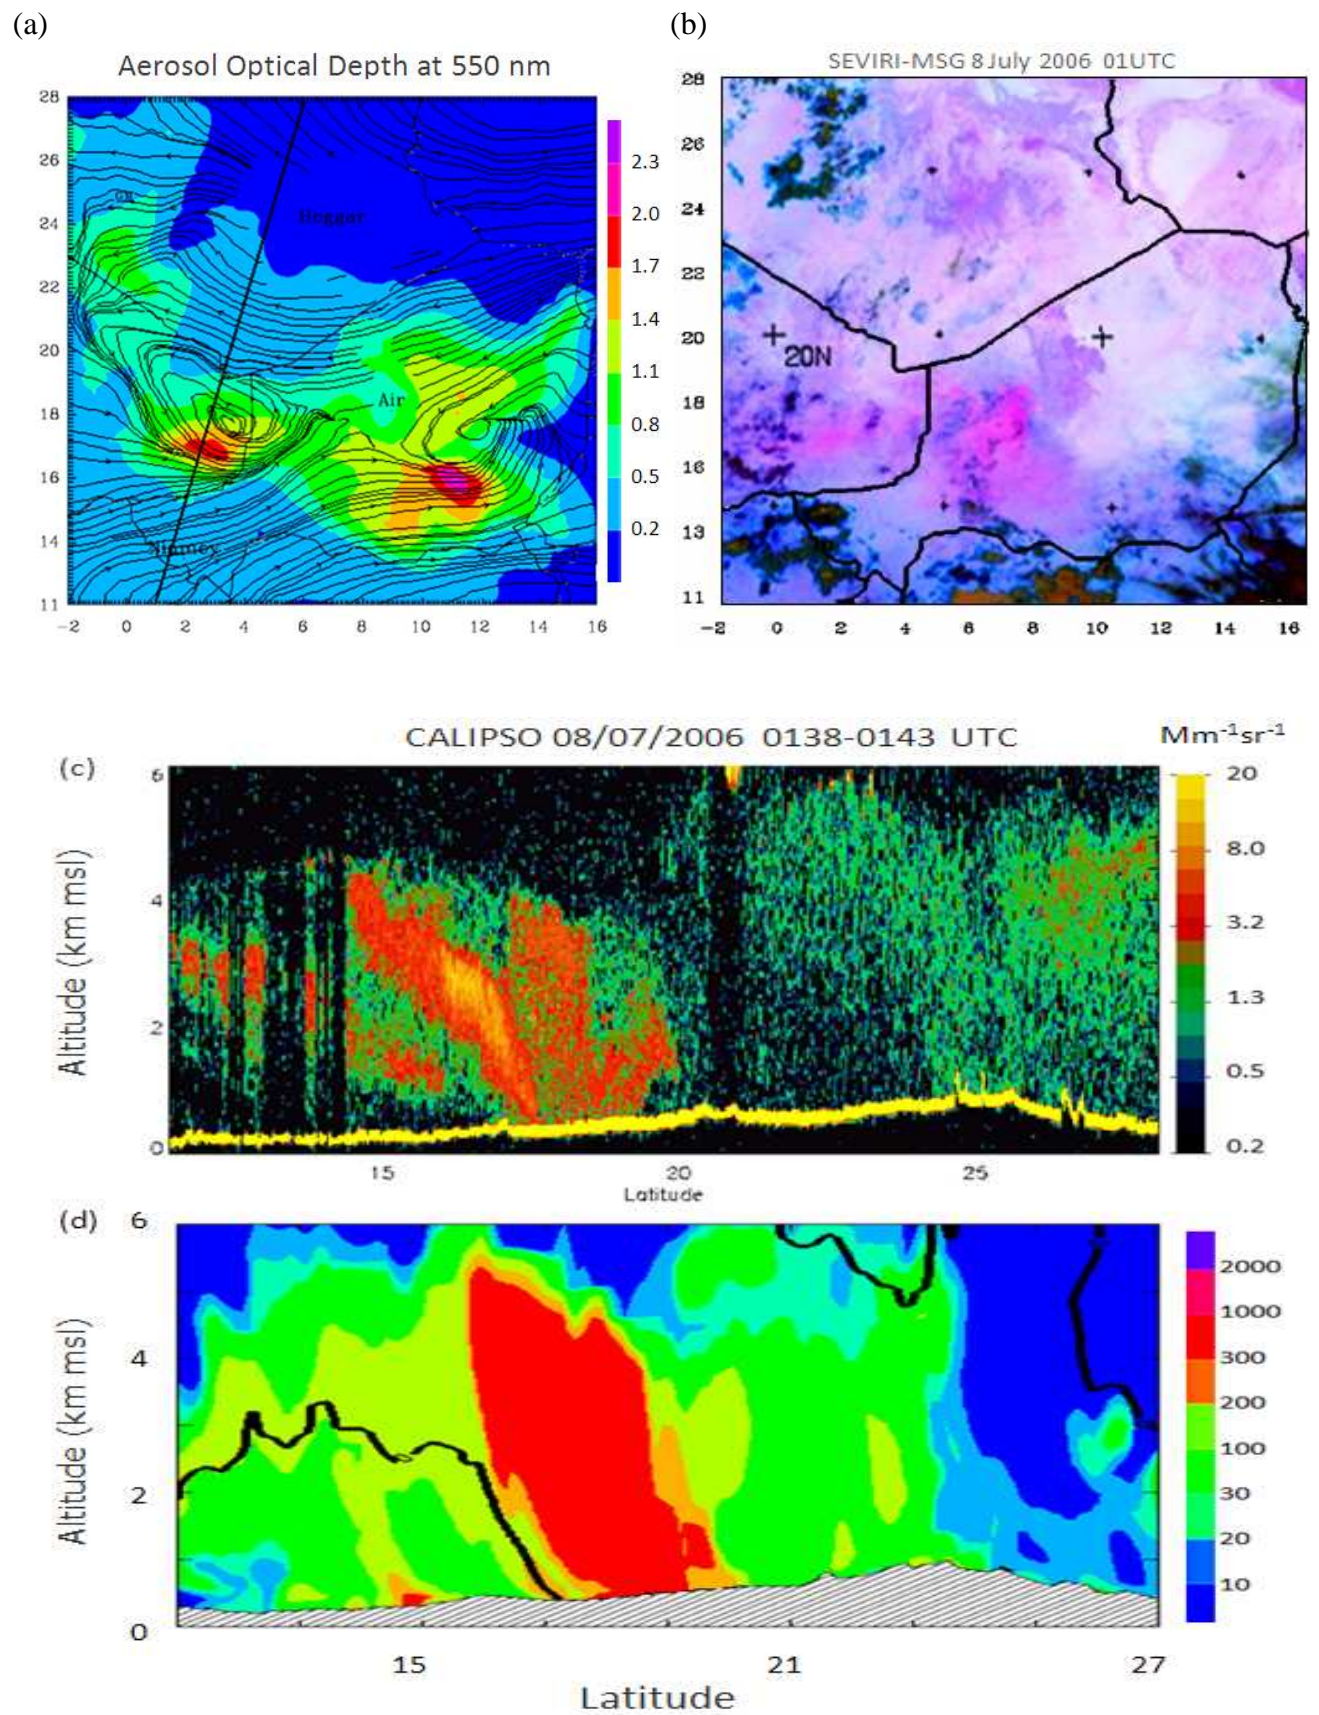 (a)
Aerosol Optical Depth at 550 nm
28
26
24
22
20
18
16
14
11
-2 0 2 4 6 8 10 12 14 16
Hoggar
Air
Niamey
2.3
2.0
1.7
1.4
1.1
0.8
0.5
0.2
(b)
SEVIRI-MSG 8 July 2006 01UTC
28
26
24
22
20
18
16
13
11
20N
-2 0 2 4 6 8 10 12 14 16
CALIPSO 08/07/2006 0138-0143 UTC
Mm-1sr-1
(c)
Altitude (km msl)
6
4
2
0
15 20 25
Latitude
20
8.0
3.2
1.3
0.5
0.2
(d)
Altitude (km msl)
6
4
2
0
15 21 27
Latitude
2000
1000
300
200
100
30
20
10